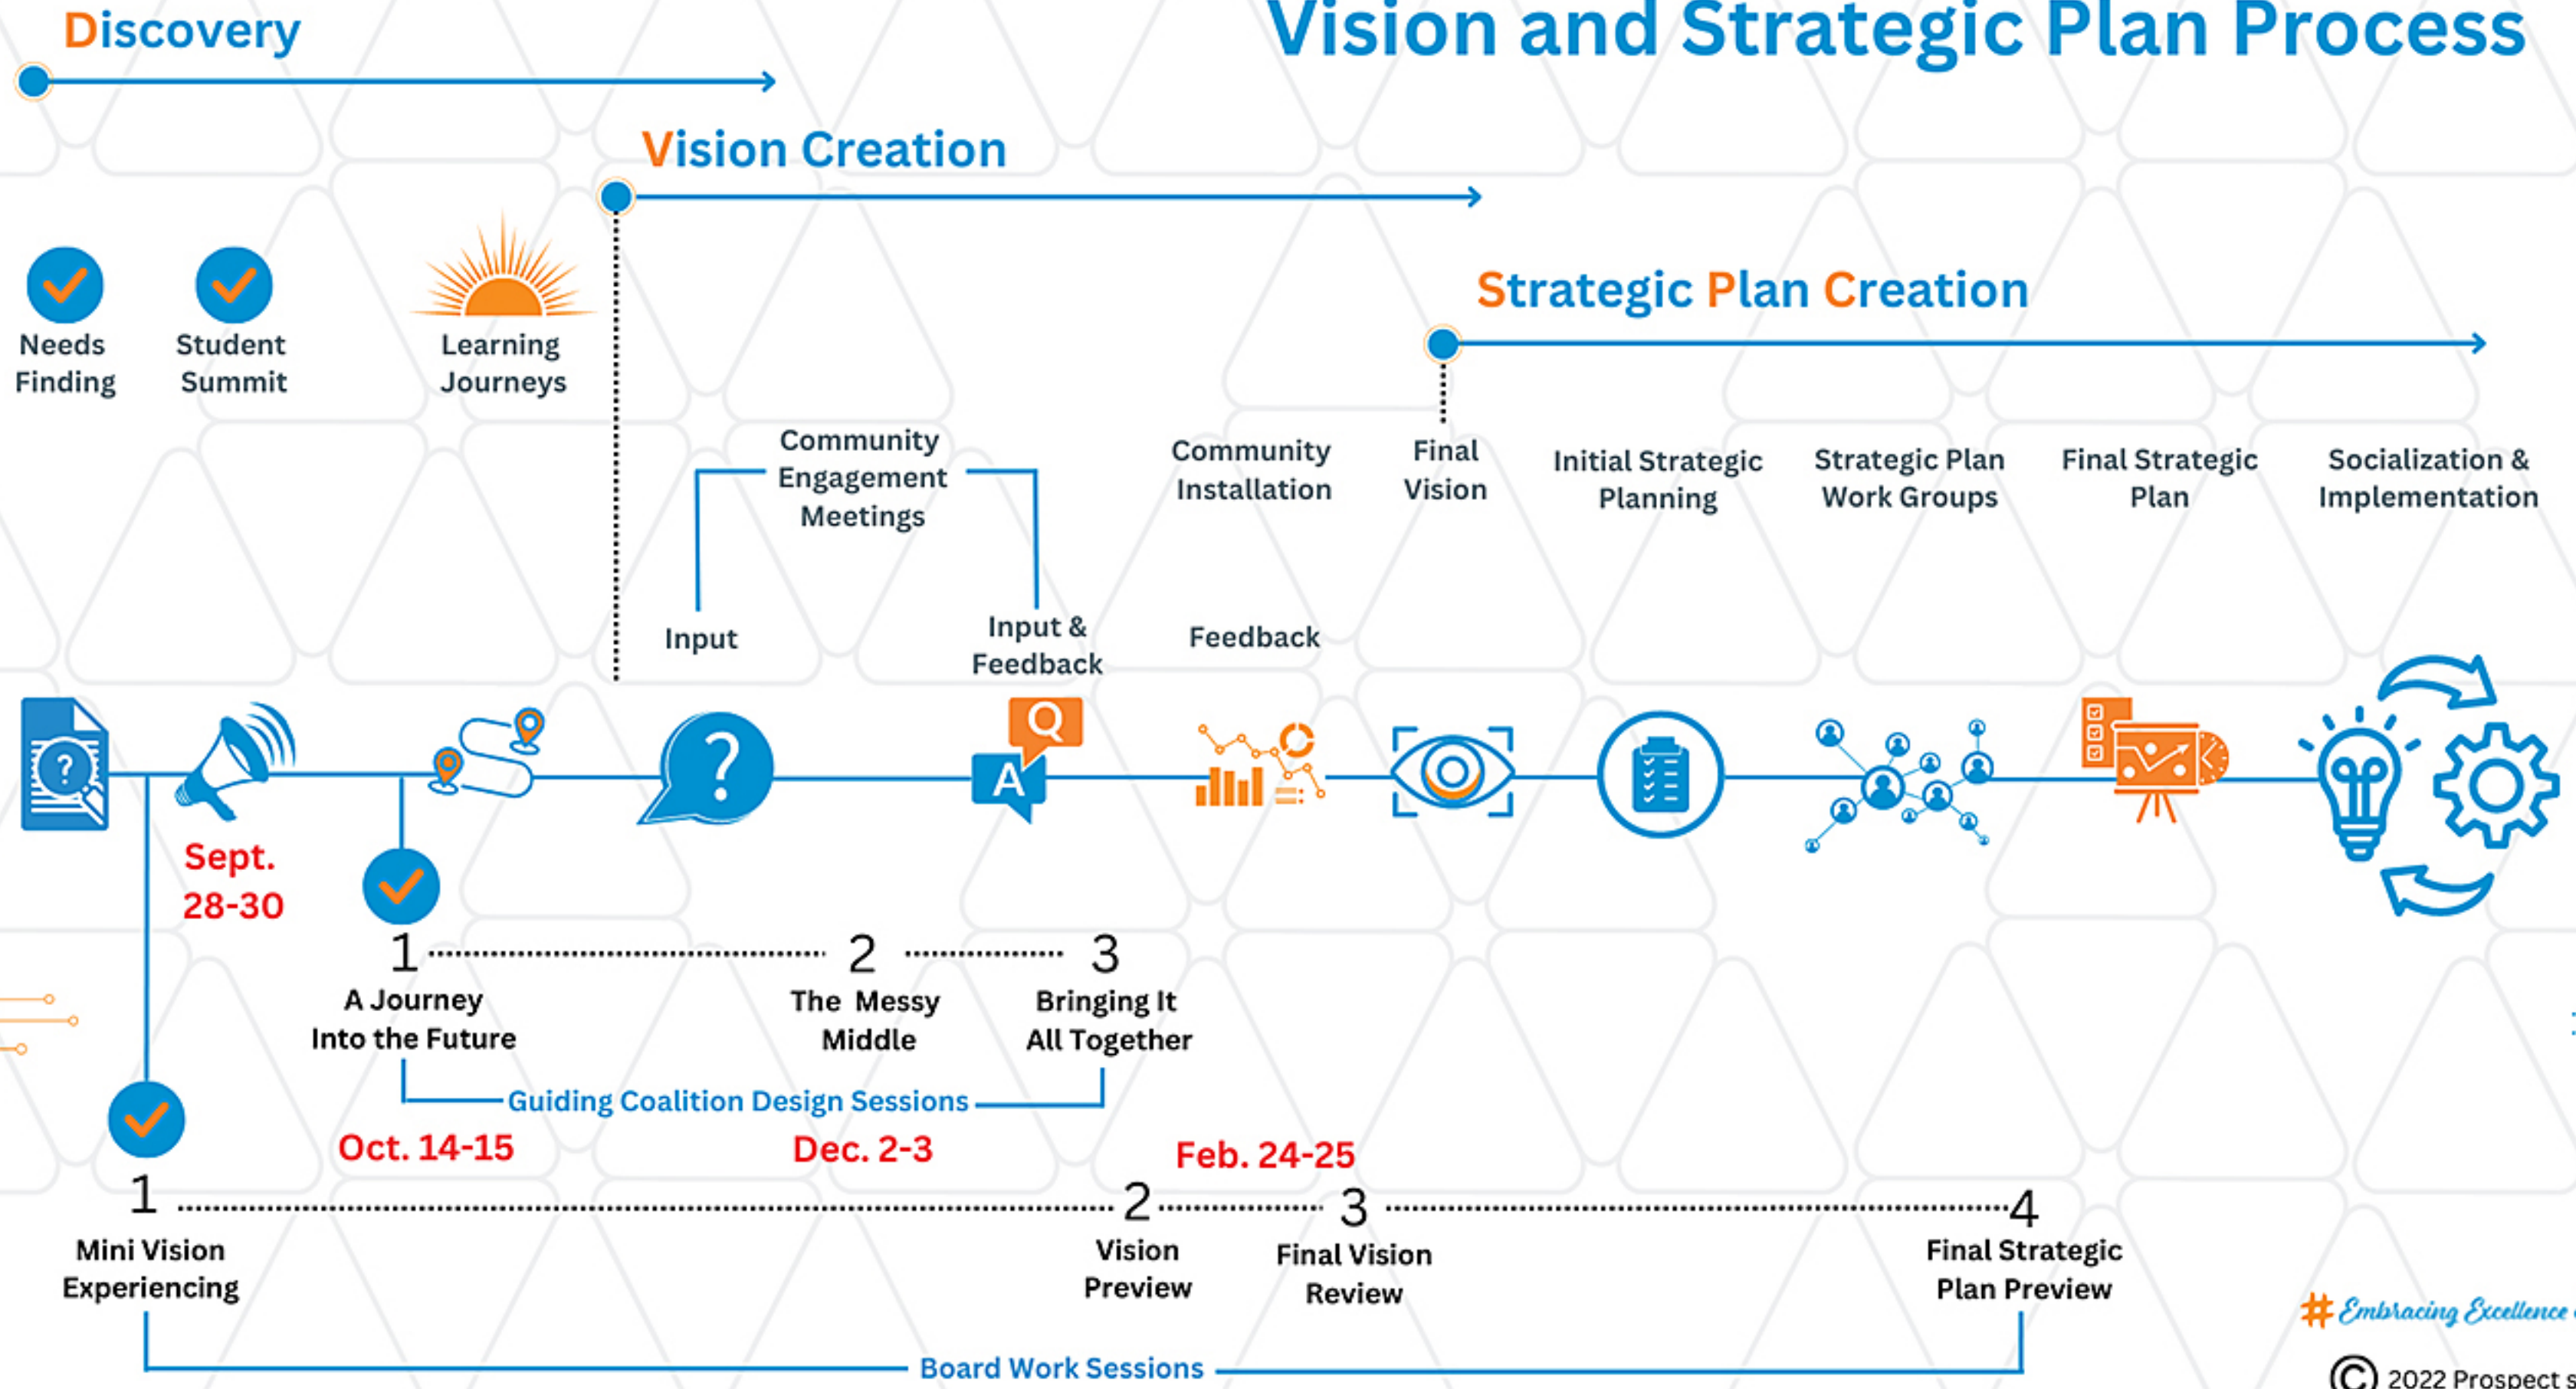 Vision and Strategic Plan Process
Discovery
Vision Creation
Strategic Plan Creation
Needs
Finding
Student
Summit
Learning
Journeys
Community
Engagement
Meetings
Input
Input &
Feedback
Community
Installation
Feedback
Final
Vision
Initial Strategic
Planning
Strategic Plan
Work Groups
Final Strategic
Plan
Socialization &
Implementation
?
?
Q
A
Sept.
28-30
1
A Journey
Into the Future
2
The Messy
Middle
3
Bringing It
All Together
Guiding Coalition Design Sessions
Oct. 14-15
Dec. 2-3
Feb. 24-25
1
Mini Vision
Experiencing
2
Vision
Preview
3
Final Vision
Review
4
Final Strategic
Plan Preview
Board Work Sessions
# Embracing Excellence
© 2022 Prospect